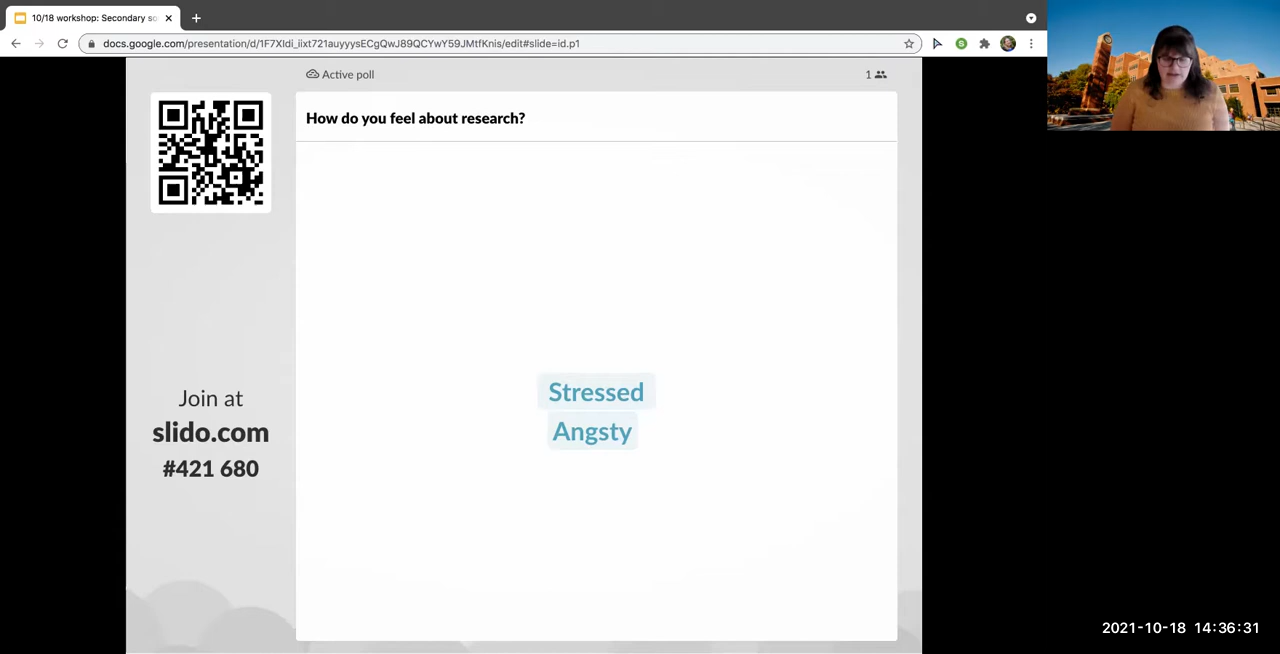 10/18 workshop: Secondary so
docs.google.com/presentation/d/1F7XIdi_iixt721auyyysECgQwJ89QCYwY59JMtfKnis/edit#slide=id.p1
Active poll
1
How do you feel about research?
Stressed
Angsty
Join at
slido.com
#421 680
2021-10-18 14:36:31